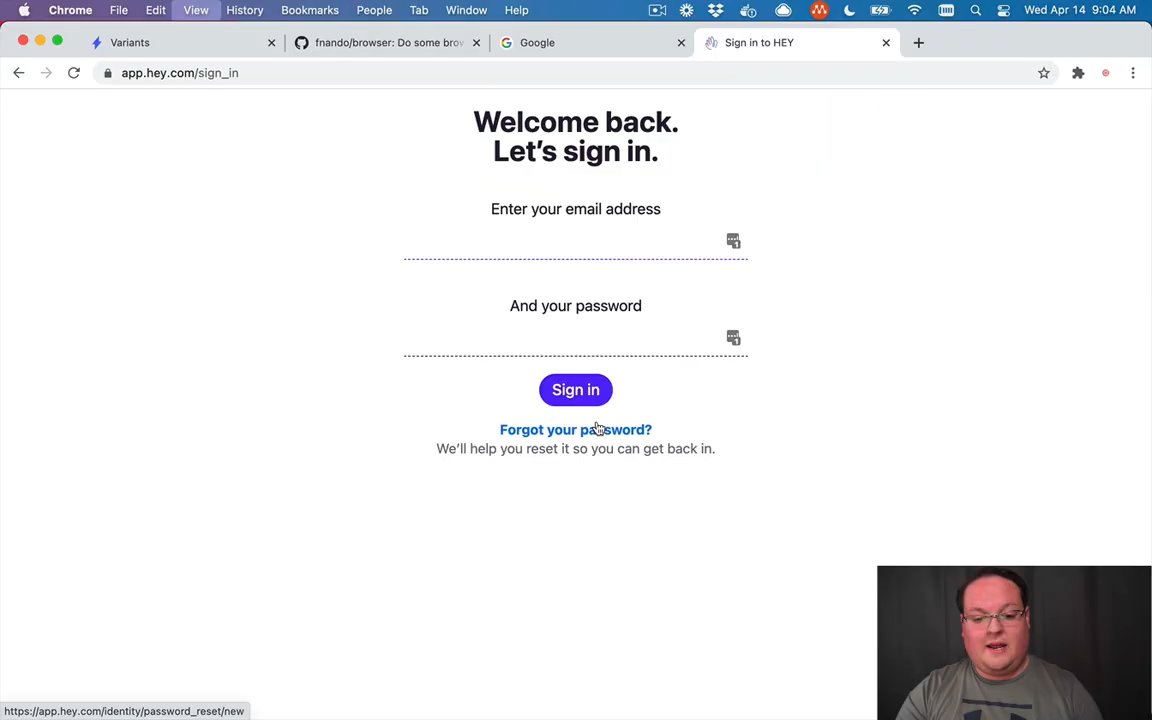 Chrome File Edit View History Bookmarks People Tab Window Help Wed Apr 14 9:04 AM
Variants fnando/browser: Do some brow Google Sign in to HEY
app.hey.com/sign_in
Welcome back.
Let’s sign in.
Enter your email address
And your password
Sign in
Forgot your password?
We’ll help you reset it so you can get back in.
https://app.hey.com/identity/password_reset/new